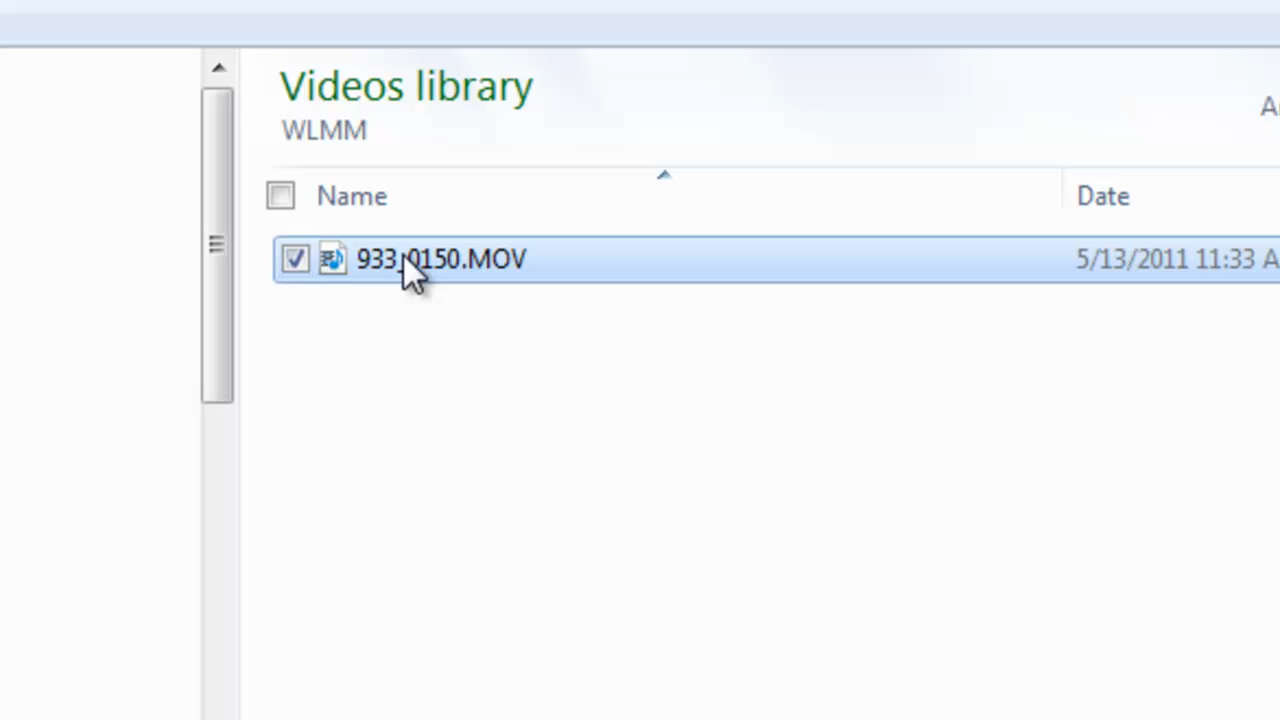 Videos library
WLMM
Name
Date
933_0150.MOV
5/13/2011 11:33 A